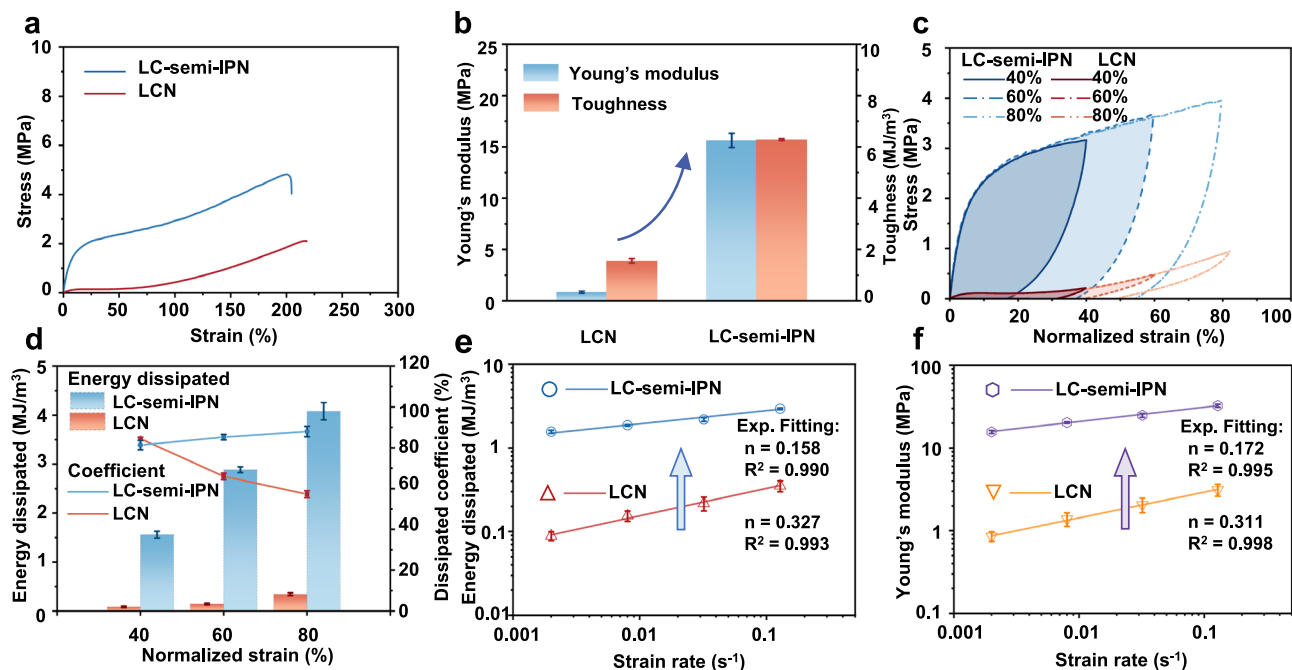 a
Stress (MPa)
10
8
6
4
2
0
LC-semi-IPN
LCN
0
50
100
150
200
250
300
Strain (%)
b
Young's modulus (MPa)
25
20
15
10
5
0
Young's modulus
Toughness
10
8
6
4
2
0
Toughness (MJ/m³)
LCN
LC-semi-IPN
c
Stress (MPa)
5
4
3
2
1
0
LC-semi-IPN
LCN
40%
40%
60%
60%
80%
80%
0
20
40
60
80
100
Normalized strain (%)
d
Energy dissipated (MJ/m³)
5
4
3
2
1
0
Energy dissipated
LC-semi-IPN
LCN
Coefficient
LC-semi-IPN
LCN
120
100
80
60
40
20
0
Dissipated coefficient (%)
40
60
80
Normalized strain (%)
e
Energy dissipated (MJ/m³)
10
1
0.1
0.01
LC-semi-IPN
Exp. Fitting:
n = 0.158
R² = 0.990
LCN
n = 0.327
R² = 0.993
0.001
0.01
0.1
Strain rate (s⁻¹)
f
Young's modulus (MPa)
100
10
1
0.1
LC-semi-IPN
Exp. Fitting:
n = 0.172
R² = 0.995
LCN
n = 0.311
R² = 0.998
0.001
0.01
0.1
Strain rate (s⁻¹)